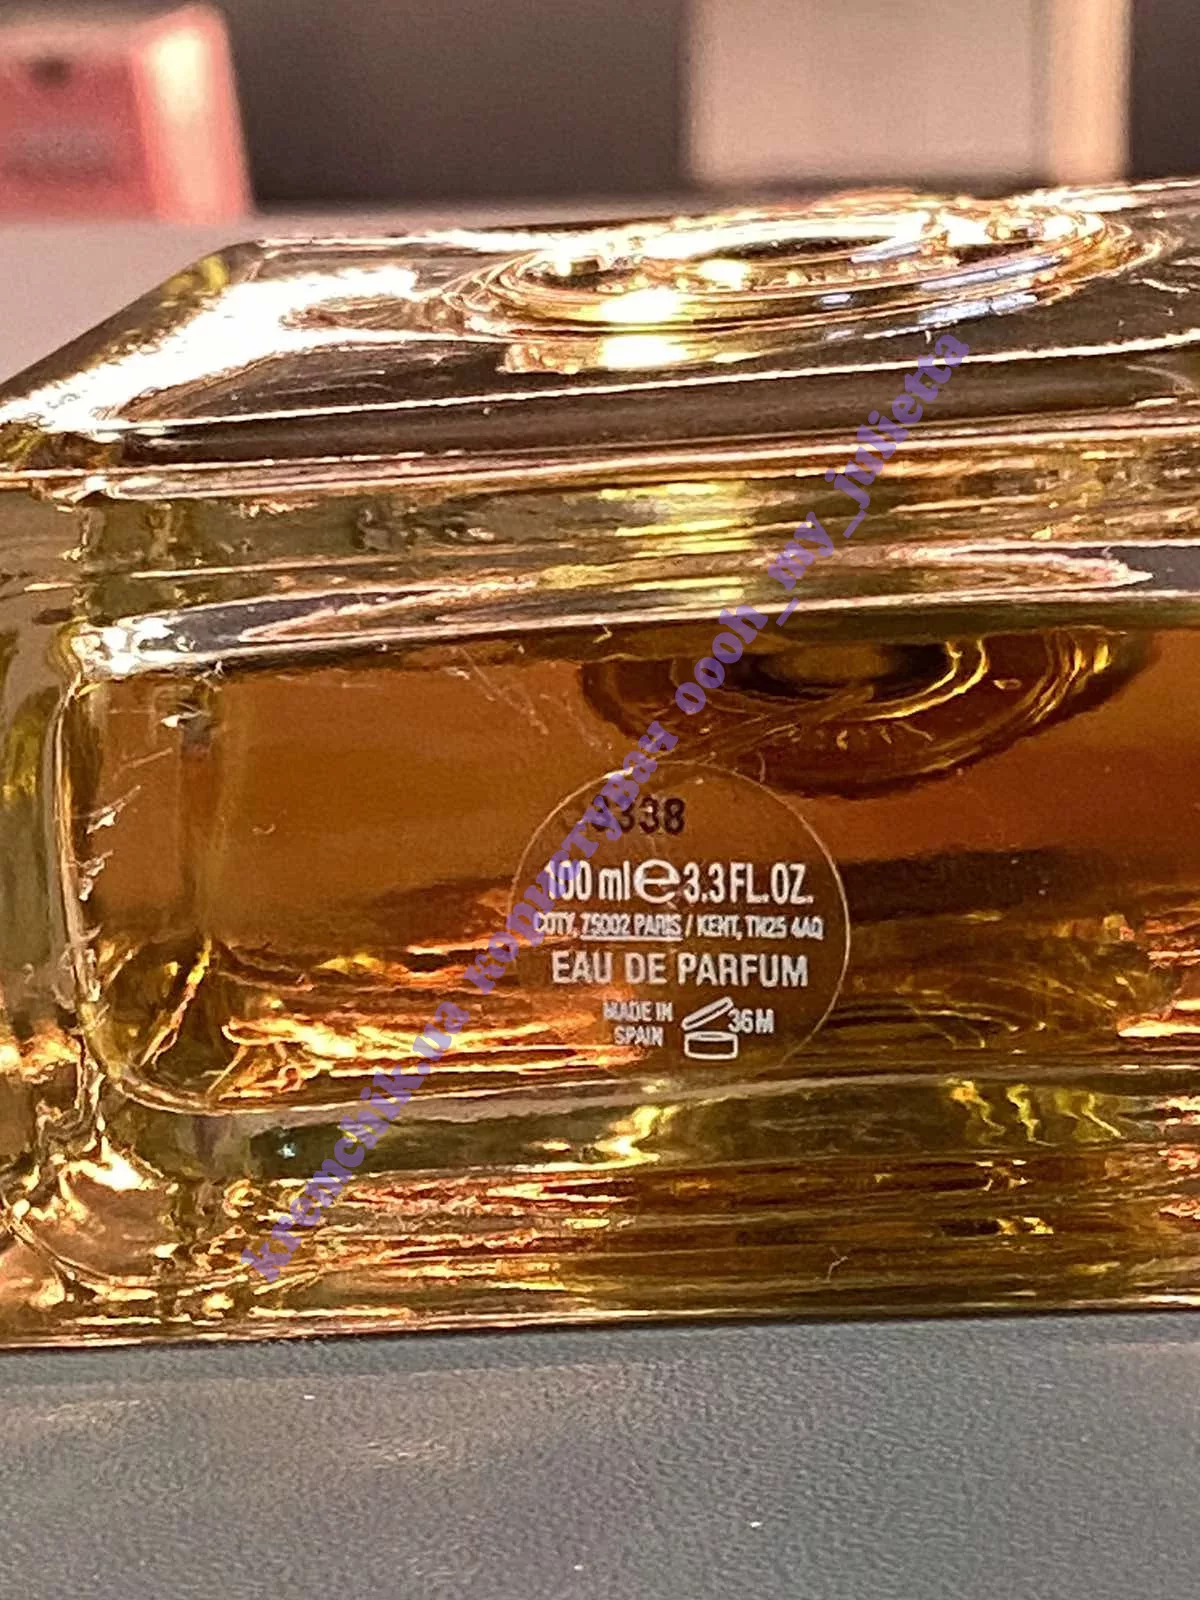 3338
100 ml e 3.3 FL.OZ.
COTY, 75002 PARIS / KENT, TN25 4AQ
EAU DE PARFUM
MADE IN
SPAIN
36M
kremchik.ua користувач oooh_my_julietta